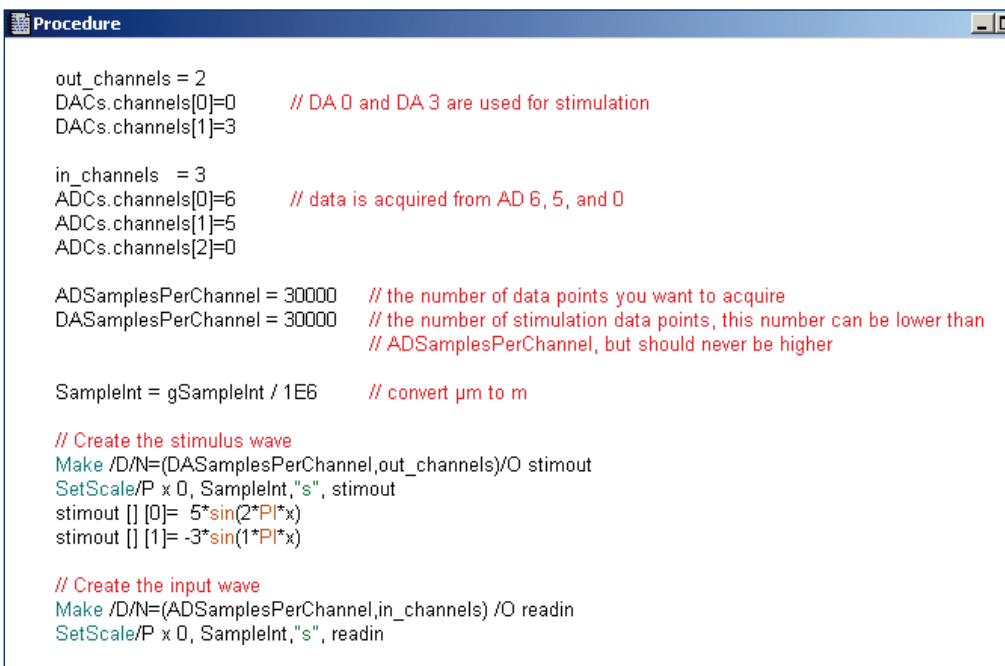 Procedure
out_channels = 2
DACs.channels[0]=0 // DA 0 and DA 3 are used for stimulation
DACs.channels[1]=3
in_channels = 3
ADCs.channels[0]=6 // data is acquired from AD 6, 5, and 0
ADCs.channels[1]=5
ADCs.channels[2]=0
ADSamplesPerChannel = 30000 // the number of data points you want to acquire
DASamplesPerChannel = 30000 // the number of stimulation data points, this number can be lower than
// ADSamplesPerChannel, but should never be higher
SampleInt = gSampleInt / 1E6 // convert µm to m
// Create the stimulus wave
Make /D/N=(DASamplesPerChannel,out_channels)/O stimout
SetScale/P x 0, SampleInt,"s", stimout
stimout [] [0]= 5*sin(2*PI*x)
stimout [] [1]= -3*sin(1*PI*x)
// Create the input wave
Make /D/N=(ADSamplesPerChannel,in_channels) /O readin
SetScale/P x 0, SampleInt,"s", readin